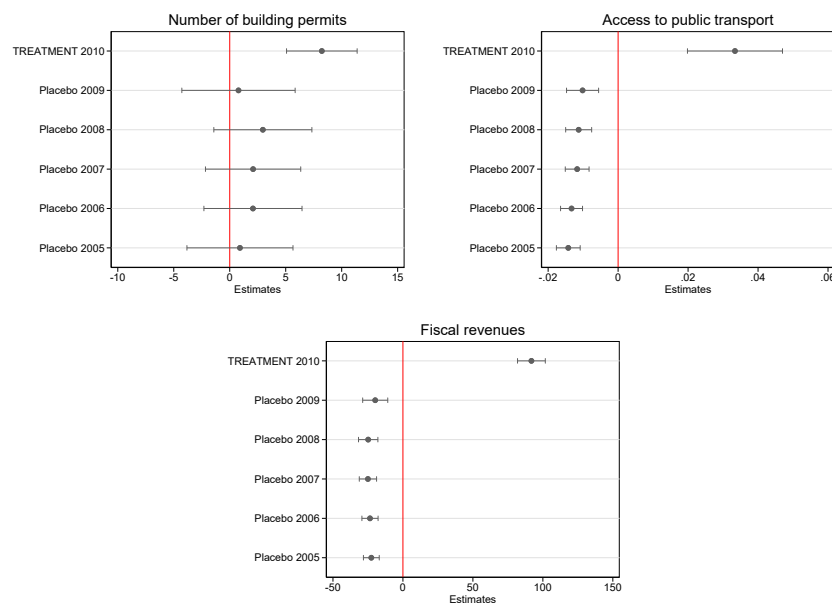 Number of building permits
TREATMENT 2010
Placebo 2009
Placebo 2008
Placebo 2007
Placebo 2006
Placebo 2005
-10 -5 0 5 10 15
Estimates
Access to public transport
TREATMENT 2010
Placebo 2009
Placebo 2008
Placebo 2007
Placebo 2006
Placebo 2005
-.02 0 .02 .04 .06
Estimates
Fiscal revenues
TREATMENT 2010
Placebo 2009
Placebo 2008
Placebo 2007
Placebo 2006
Placebo 2005
-50 0 50 100 150
Estimates